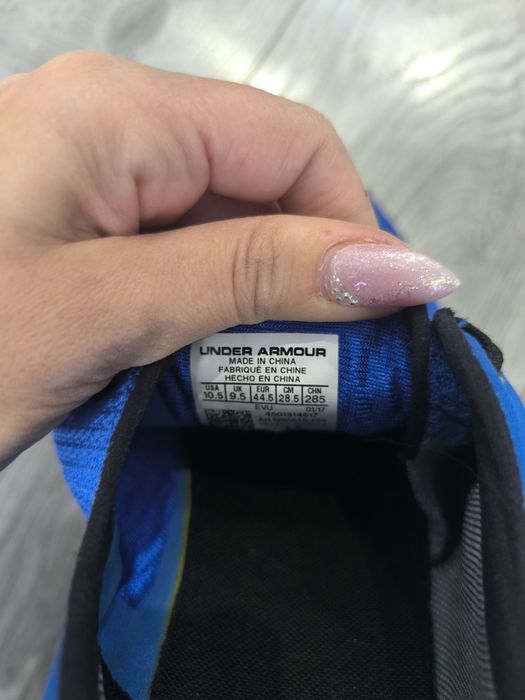 UNDER ARMOUR
MADE IN CHINA
FABRIQUÉ EN CHINE
HECHO EN CHINA
USA UK EUR CM CHN
10.5 9.5 44.5 28.5 285
EVU 01/17